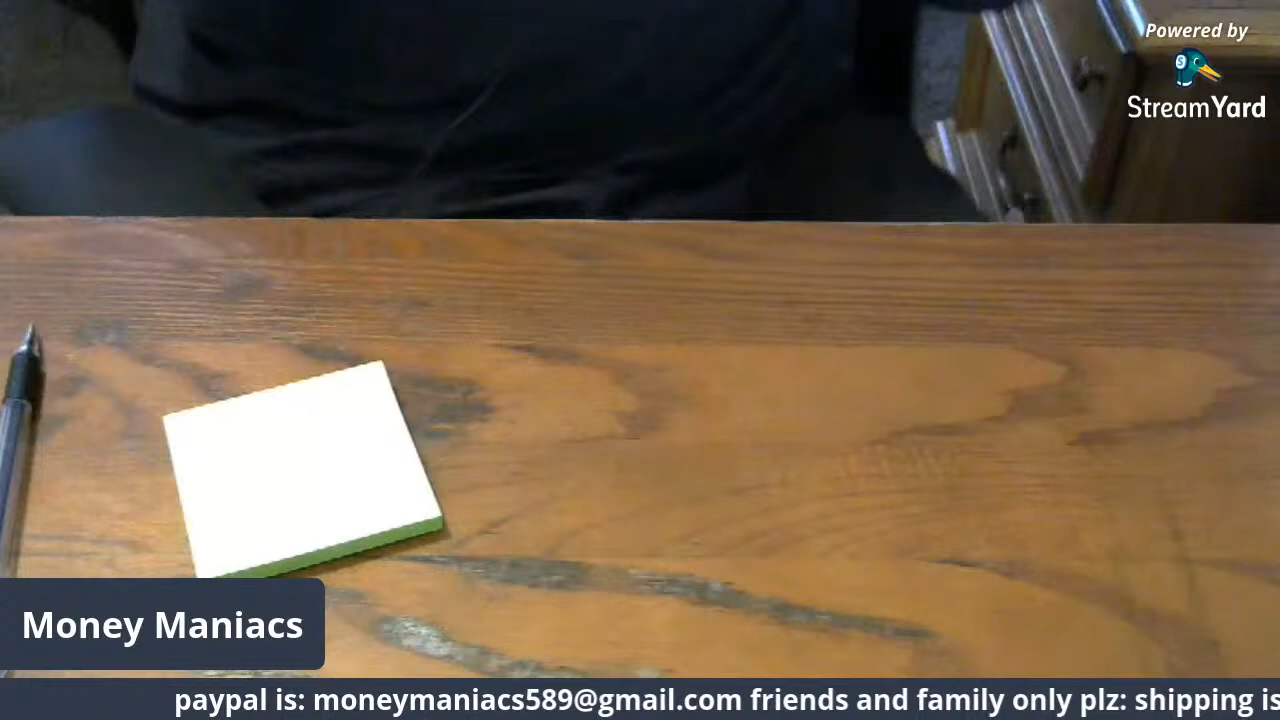 Powered by
StreamYard
Money Maniacs
paypal is: moneymaniacs589@gmail.com friends and family only plz: shipping is